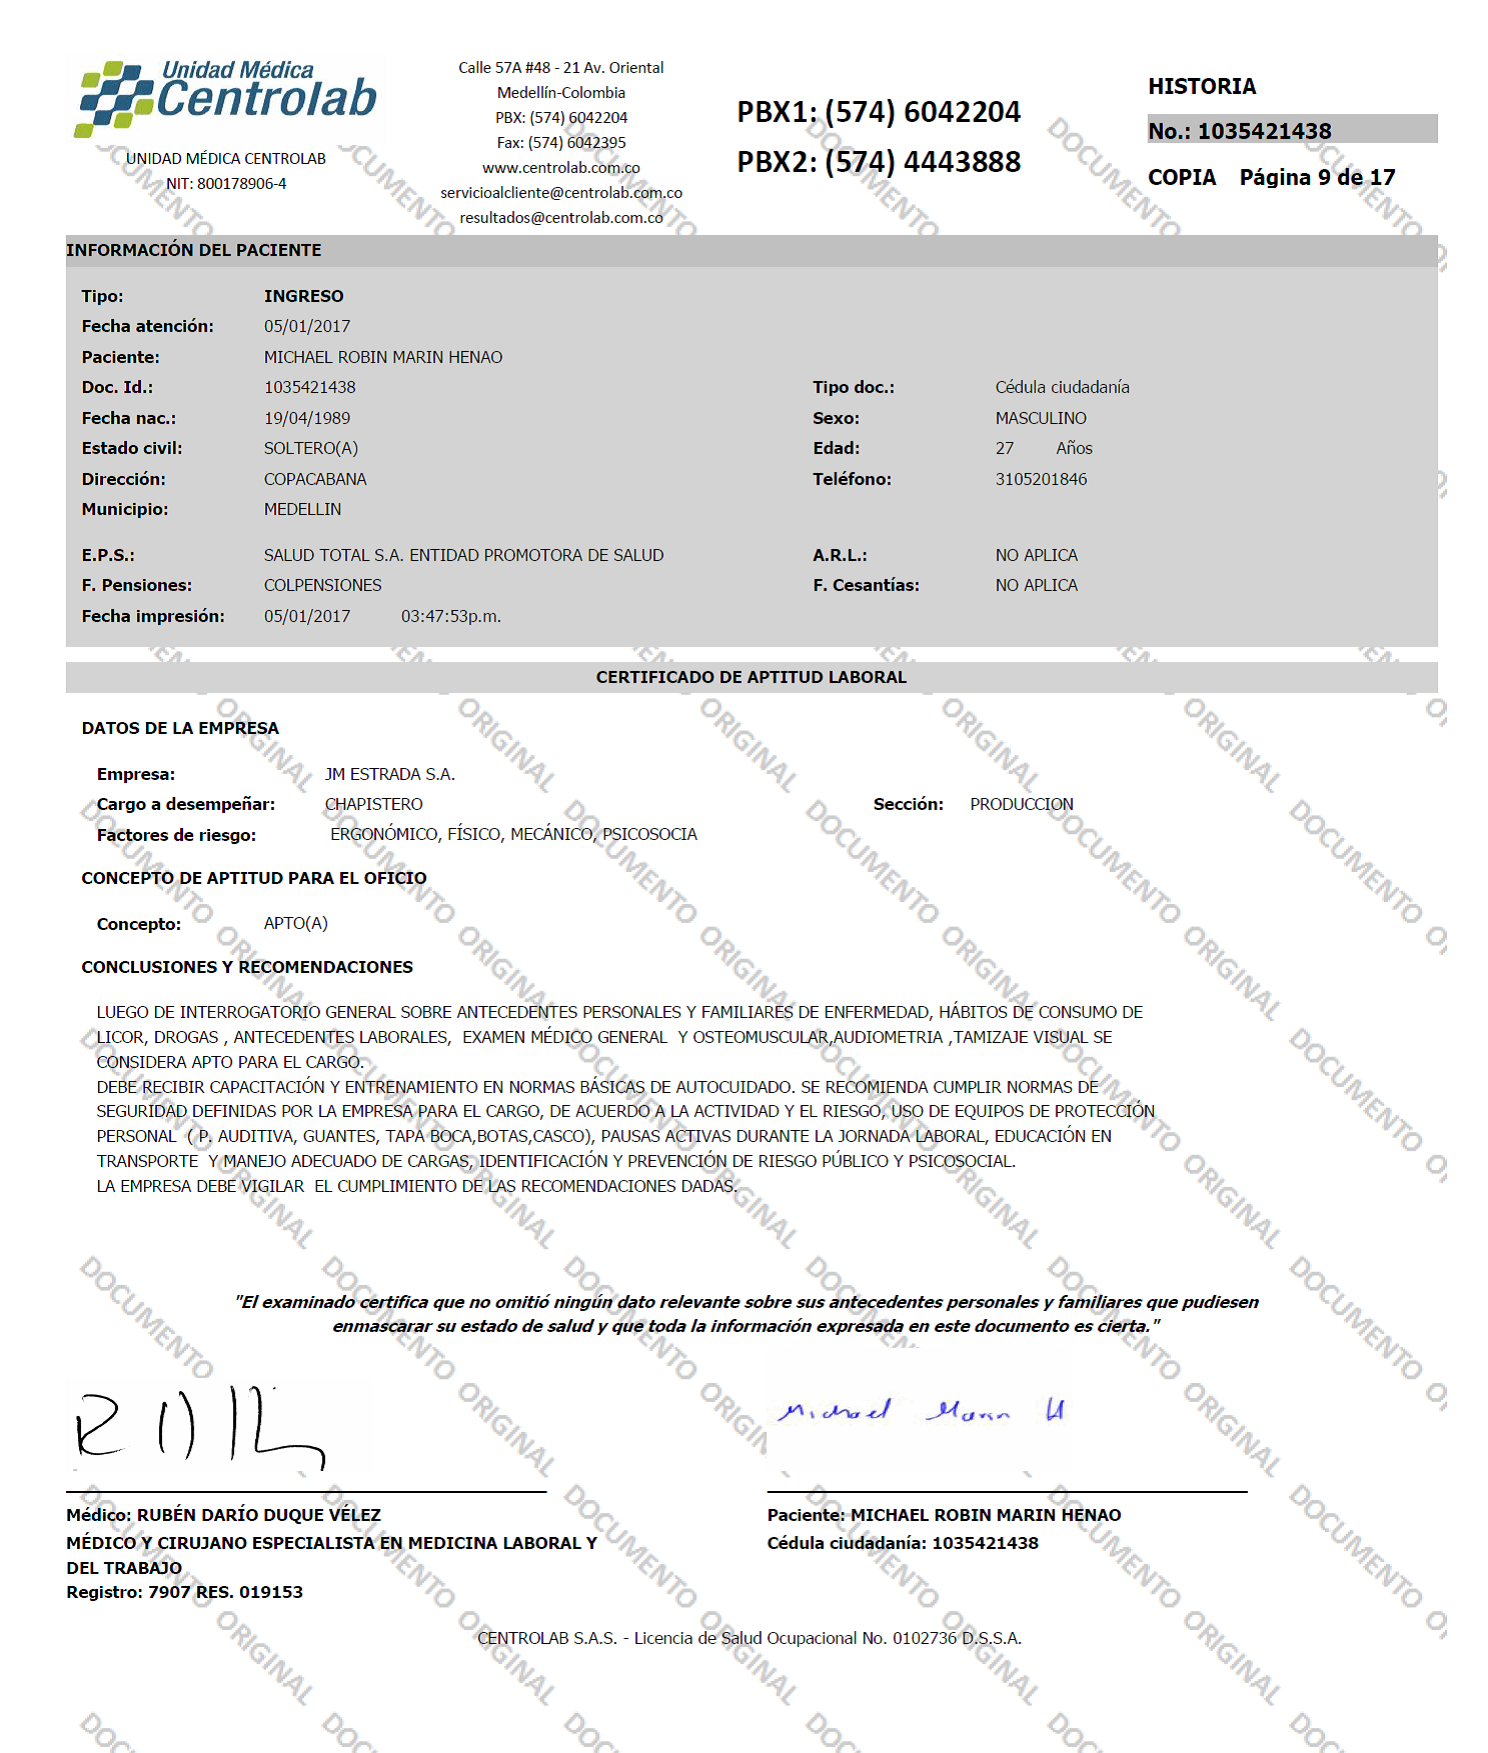 Unidad Médica
Centrolab
UNIDAD MÉDICA CENTROLAB
NIT: 800178906-4
Calle 57A #48 - 21 Av. Oriental
Medellín-Colombia
PBX: (574) 6042204
Fax: (574) 6042395
www.centrolab.com.co
servicioalcliente@centrolab.com.co
resultados@centrolab.com.co
PBX1: (574) 6042204
PBX2: (574) 4443888
HISTORIA
No.: 1035421438
COPIA Página 9 de 17
INFORMACIÓN DEL PACIENTE
Tipo: INGRESO
Fecha atención: 05/01/2017
Paciente: MICHAEL ROBIN MARIN HENAO
Doc. Id.: 1035421438 Tipo doc.: Cédula ciudadanía
Fecha nac.: 19/04/1989 Sexo: MASCULINO
Estado civil: SOLTERO(A) Edad: 27 Años
Dirección: COPACABANA Teléfono: 3105201846
Municipio: MEDELLIN
E.P.S.: SALUD TOTAL S.A. ENTIDAD PROMOTORA DE SALUD A.R.L.: NO APLICA
F. Pensiones: COLPENSIONES F. Cesantías: NO APLICA
Fecha impresión: 05/01/2017 03:47:53p.m.
CERTIFICADO DE APTITUD LABORAL
DATOS DE LA EMPRESA
Empresa: JM ESTRADA S.A.
Cargo a desempeñar: CHAPISTERO Sección: PRODUCCION
Factores de riesgo: ERGONÓMICO, FÍSICO, MECÁNICO, PSICOSOCIA
CONCEPTO DE APTITUD PARA EL OFICIO
Concepto: APTO(A)
CONCLUSIONES Y RECOMENDACIONES
LUEGO DE INTERROGATORIO GENERAL SOBRE ANTECEDENTES PERSONALES Y FAMILIARES DE ENFERMEDAD, HÁBITOS DE CONSUMO DE
LICOR, DROGAS , ANTECEDENTES LABORALES, EXAMEN MÉDICO GENERAL Y OSTEOMUSCULAR,AUDIOMETRIA ,TAMIZAJE VISUAL SE
CONSIDERA APTO PARA EL CARGO.
DEBE RECIBIR CAPACITACIÓN Y ENTRENAMIENTO EN NORMAS BÁSICAS DE AUTOCUIDADO. SE RECOMIENDA CUMPLIR NORMAS DE
SEGURIDAD DEFINIDAS POR LA EMPRESA PARA EL CARGO, DE ACUERDO A LA ACTIVIDAD Y EL RIESGO, USO DE EQUIPOS DE PROTECCIÓN
PERSONAL ( P. AUDITIVA, GUANTES, TAPA BOCA,BOTAS,CASCO), PAUSAS ACTIVAS DURANTE LA JORNADA LABORAL, EDUCACIÓN EN
TRANSPORTE Y MANEJO ADECUADO DE CARGAS, IDENTIFICACIÓN Y PREVENCIÓN DE RIESGO PÚBLICO Y PSICOSOCIAL.
LA EMPRESA DEBE VIGILAR EL CUMPLIMIENTO DE LAS RECOMENDACIONES DADAS.
"El examinado certifica que no omitió ningún dato relevante sobre sus antecedentes personales y familiares que pudiesen
enmascarar su estado de salud y que toda la información expresada en este documento es cierta."
Michael Marin H
Médico: RUBÉN DARÍO DUQUE VÉLEZ
MÉDICO Y CIRUJANO ESPECIALISTA EN MEDICINA LABORAL Y
DEL TRABAJO
Registro: 7907 RES. 019153
Paciente: MICHAEL ROBIN MARIN HENAO
Cédula ciudadanía: 1035421438
CENTROLAB S.A.S. - Licencia de Salud Ocupacional No. 0102736 D.S.S.A.
DOCUMENTO ORIGINAL